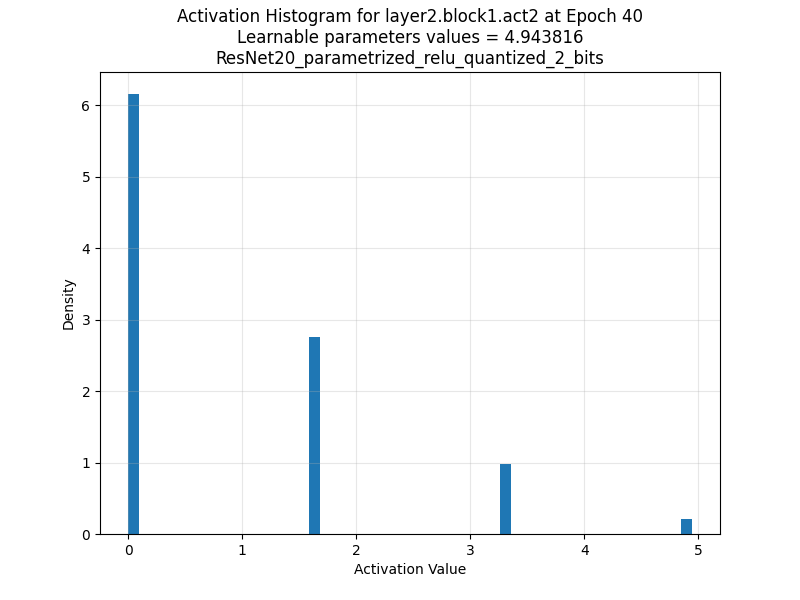 Activation Histogram for layer2.block1.act2 at Epoch 40
Learnable parameters values = 4.943816
ResNet20_parametrized_relu_quantized_2_bits
6
5
4
3
2
1
0
Density
0 1 2 3 4 5
Activation Value